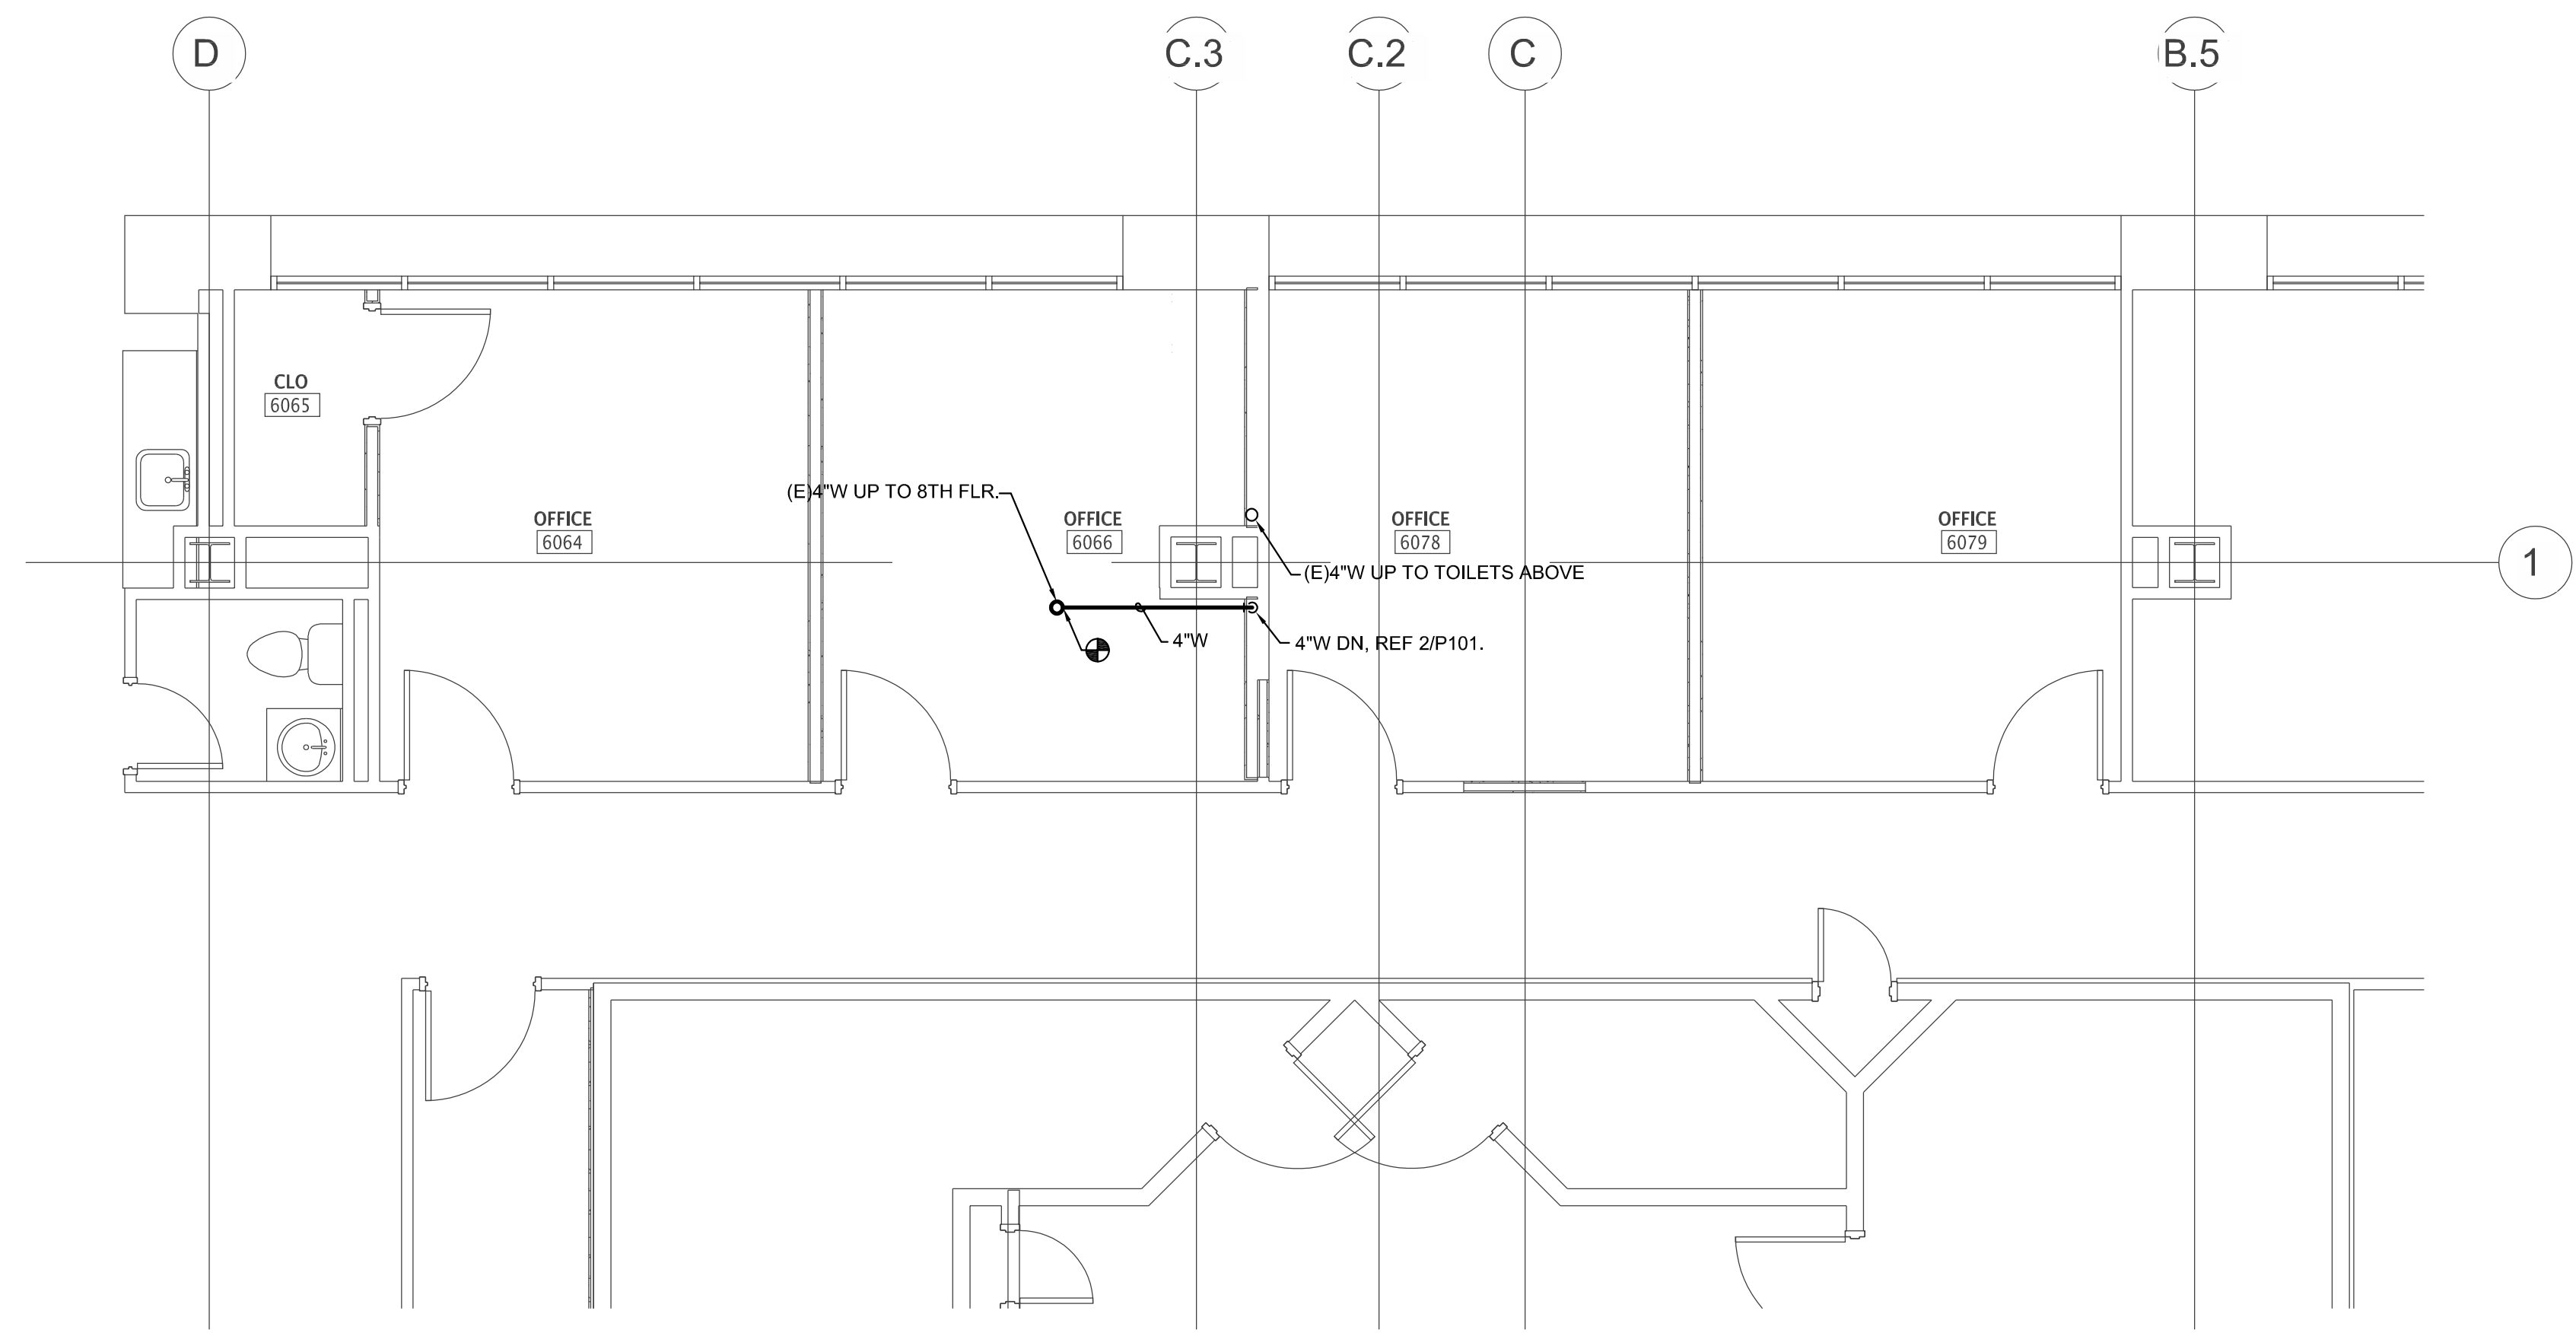 D
C.3
C.2
C
B.5
CLO
6065
(E)4"W UP TO 8TH FLR.
OFFICE
6064
OFFICE
6066
OFFICE
6078
OFFICE
6079
1
(E)4"W UP TO TOILETS ABOVE
4"W
4"W DN, REF 2/P101.